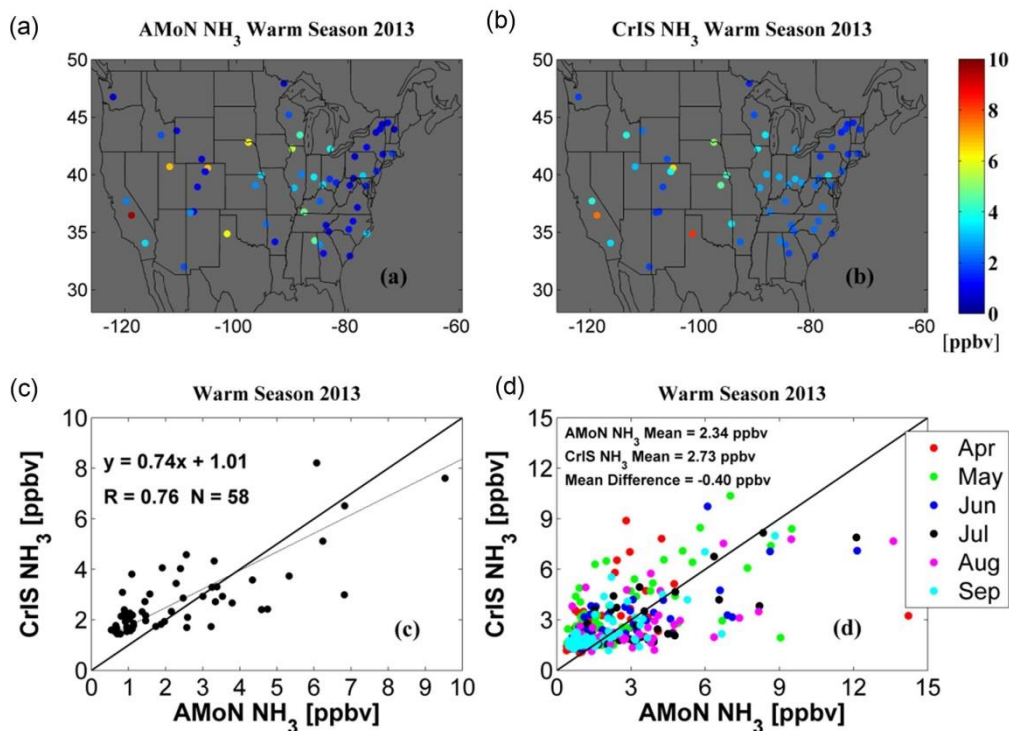 (a)
AMoN NH3 Warm Season 2013
50
45
40
35
30
-120
-100
-80
-60
(a)
(b)
CrIS NH3 Warm Season 2013
50
45
40
35
30
-120
-100
-80
-60
(b)
10
8
6
4
2
0
[ppbv]
(c)
Warm Season 2013
CrIS NH3 [ppbv]
10
8
6
4
2
0
y = 0.74x + 1.01
R = 0.76 N = 58
(c)
0 1 2 3 4 5 6 7 8 9 10
AMoN NH3 [ppbv]
(d)
Warm Season 2013
CrIS NH3 [ppbv]
15
12
9
6
3
0
AMoN NH3 Mean = 2.34 ppbv
CrIS NH3 Mean = 2.73 ppbv
Mean Difference = -0.40 ppbv
(d)
0 3 6 9 12 15
AMoN NH3 [ppbv]
Apr
May
Jun
Jul
Aug
Sep